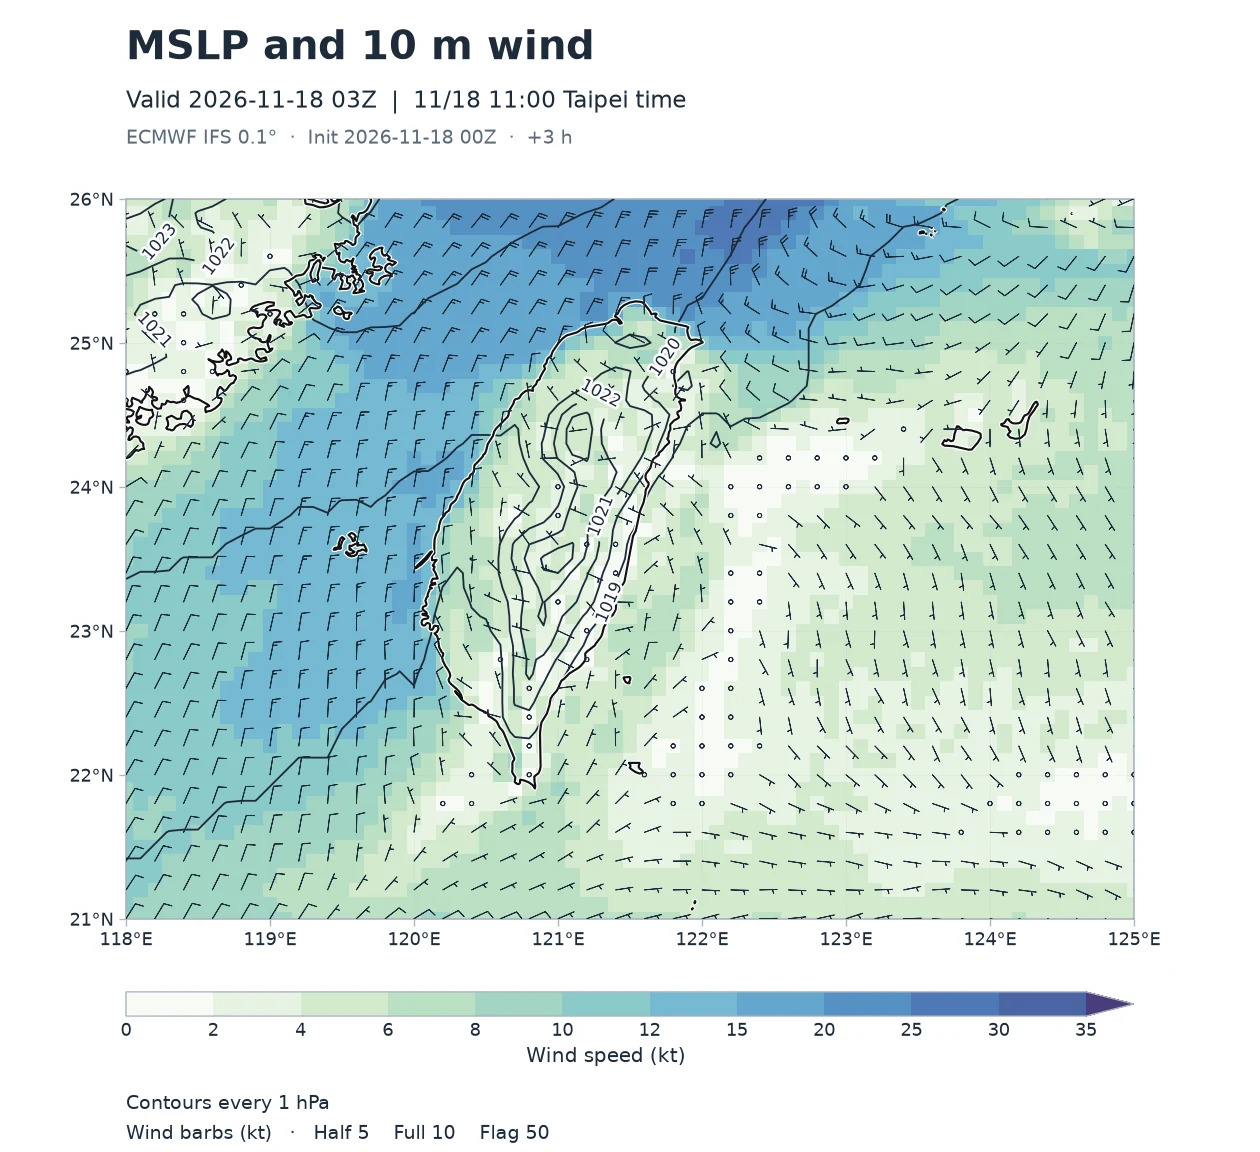 MSLP and 10 m wind
Valid 2026-11-18 03Z | 11/18 11:00 Taipei time
ECMWF IFS 0.1° · Init 2026-11-18 00Z · +3 h
26°N
25°N
24°N
23°N
22°N
21°N
1023
1022
1021
1020
1022
1021
1019
118°E 119°E 120°E 121°E 122°E 123°E 124°E 125°E
0 2 4 6 8 10 12 15 20 25 30 35
Wind speed (kt)
Contours every 1 hPa
Wind barbs (kt) · Half 5 Full 10 Flag 50